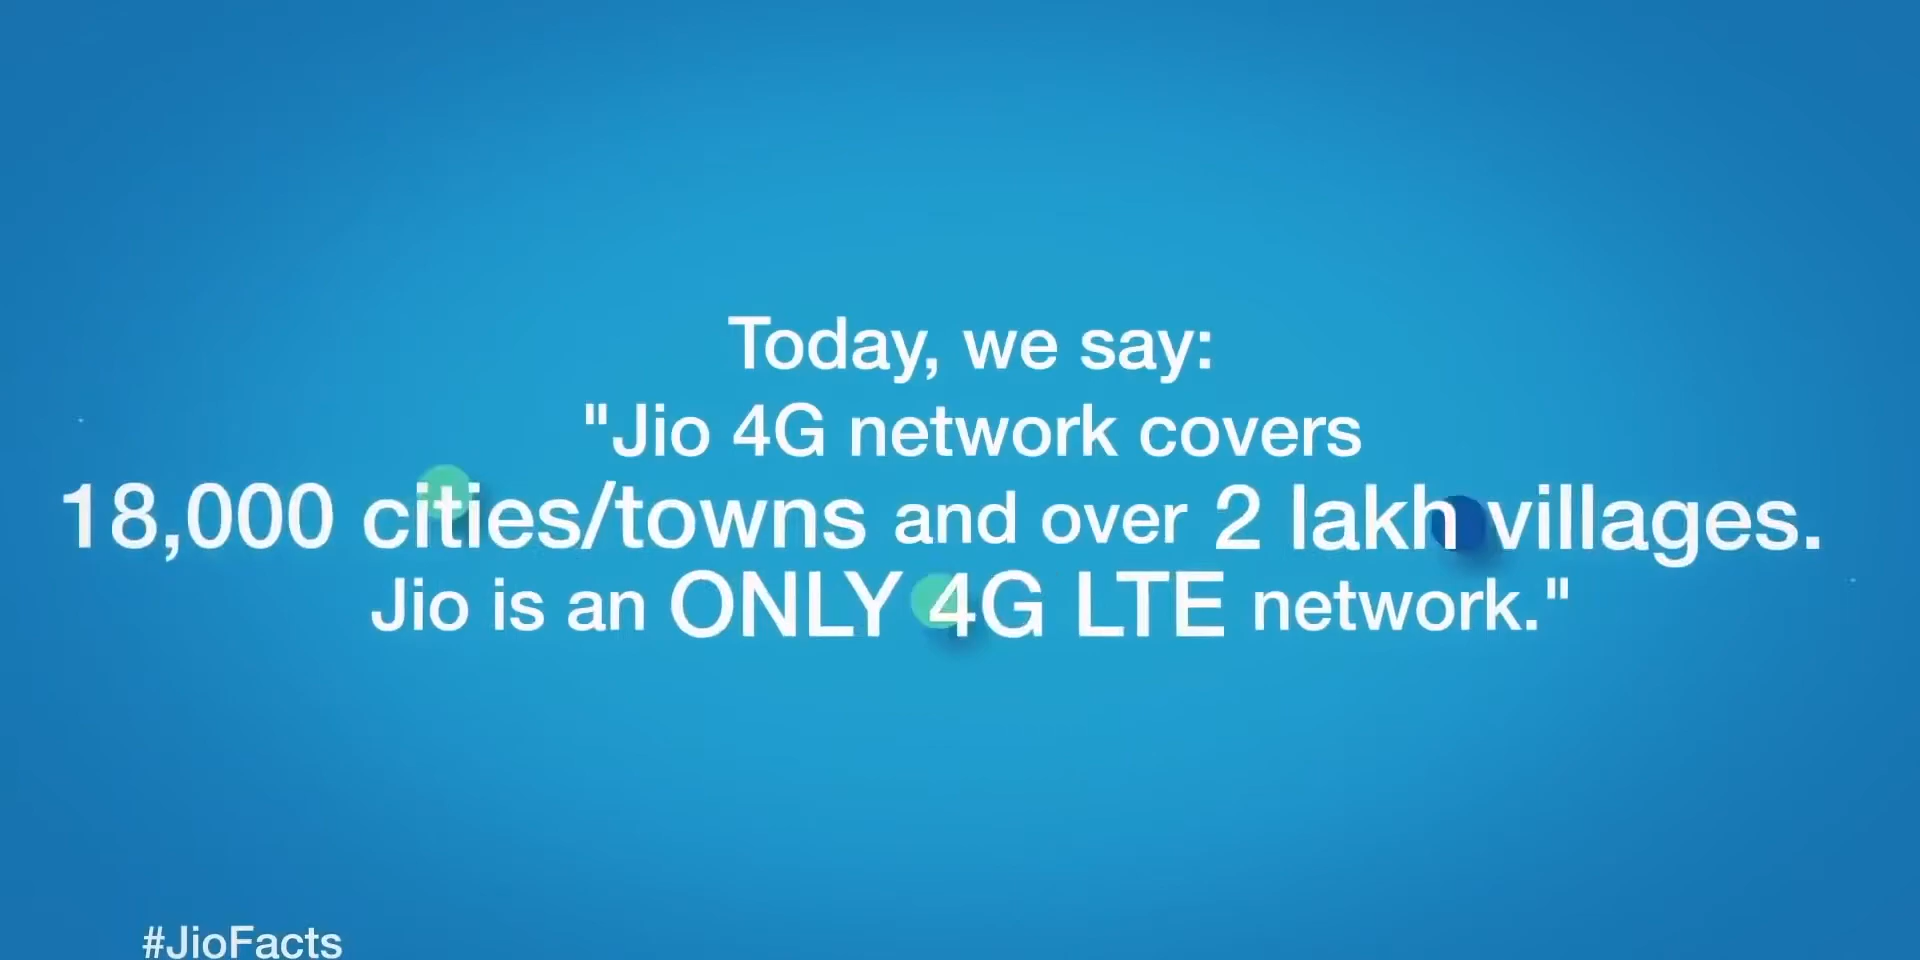 Today, we say:
"Jio 4G network covers
18,000 cities/towns and over 2 lakh villages.
Jio is an ONLY 4G LTE network."
#JioFacts